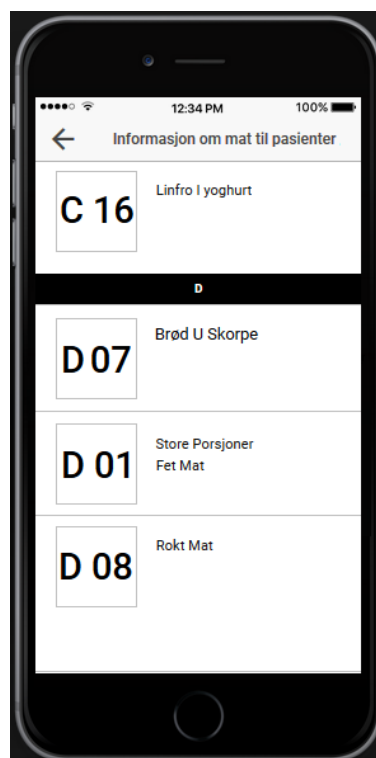 12:34 PM
100%
Informasjon om mat til pasienter
C 16
Linfro I yoghurt
D
D 07
Brød U Skorpe
D 01
Store Porsjoner
Fet Mat
D 08
Rokt Mat